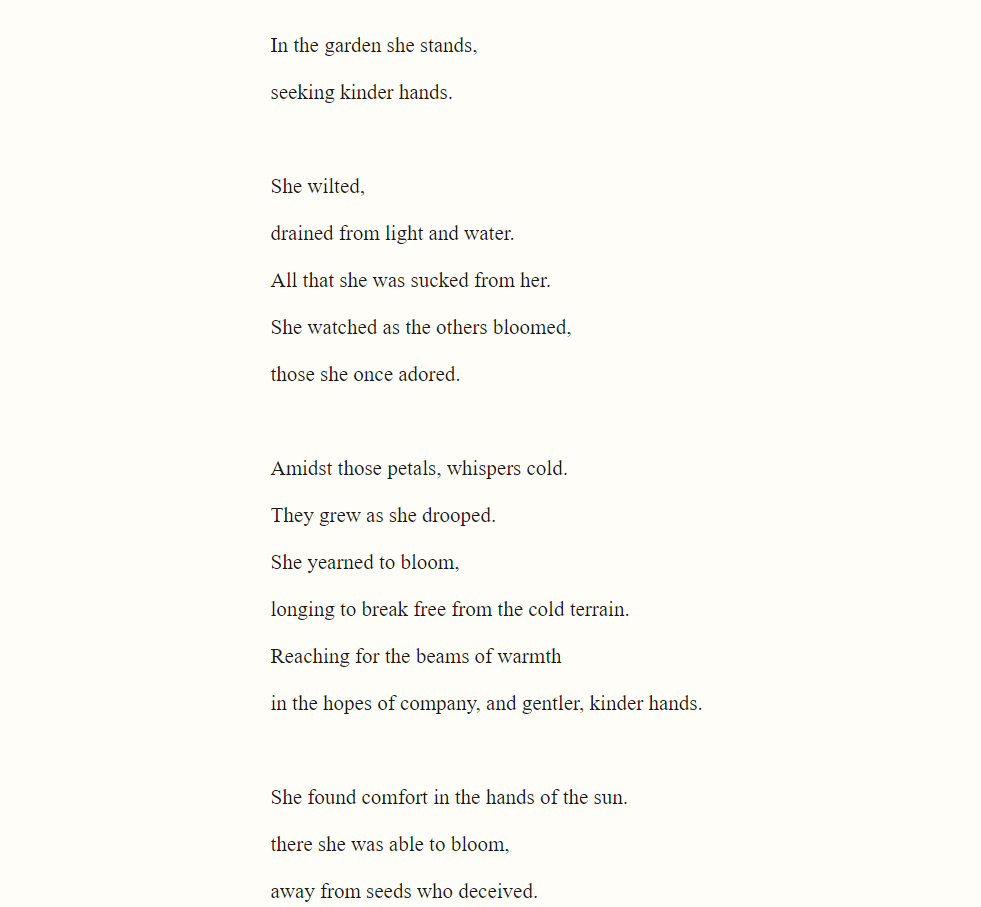 In the garden she stands,
seeking kinder hands.
She wilted,
drained from light and water.
All that she was sucked from her.
She watched as the others bloomed,
those she once adored.
Amidst those petals, whispers cold.
They grew as she drooped.
She yearned to bloom,
longing to break free from the cold terrain.
Reaching for the beams of warmth
in the hopes of company, and gentler, kinder hands.
She found comfort in the hands of the sun.
there she was able to bloom,
away from seeds who deceived.